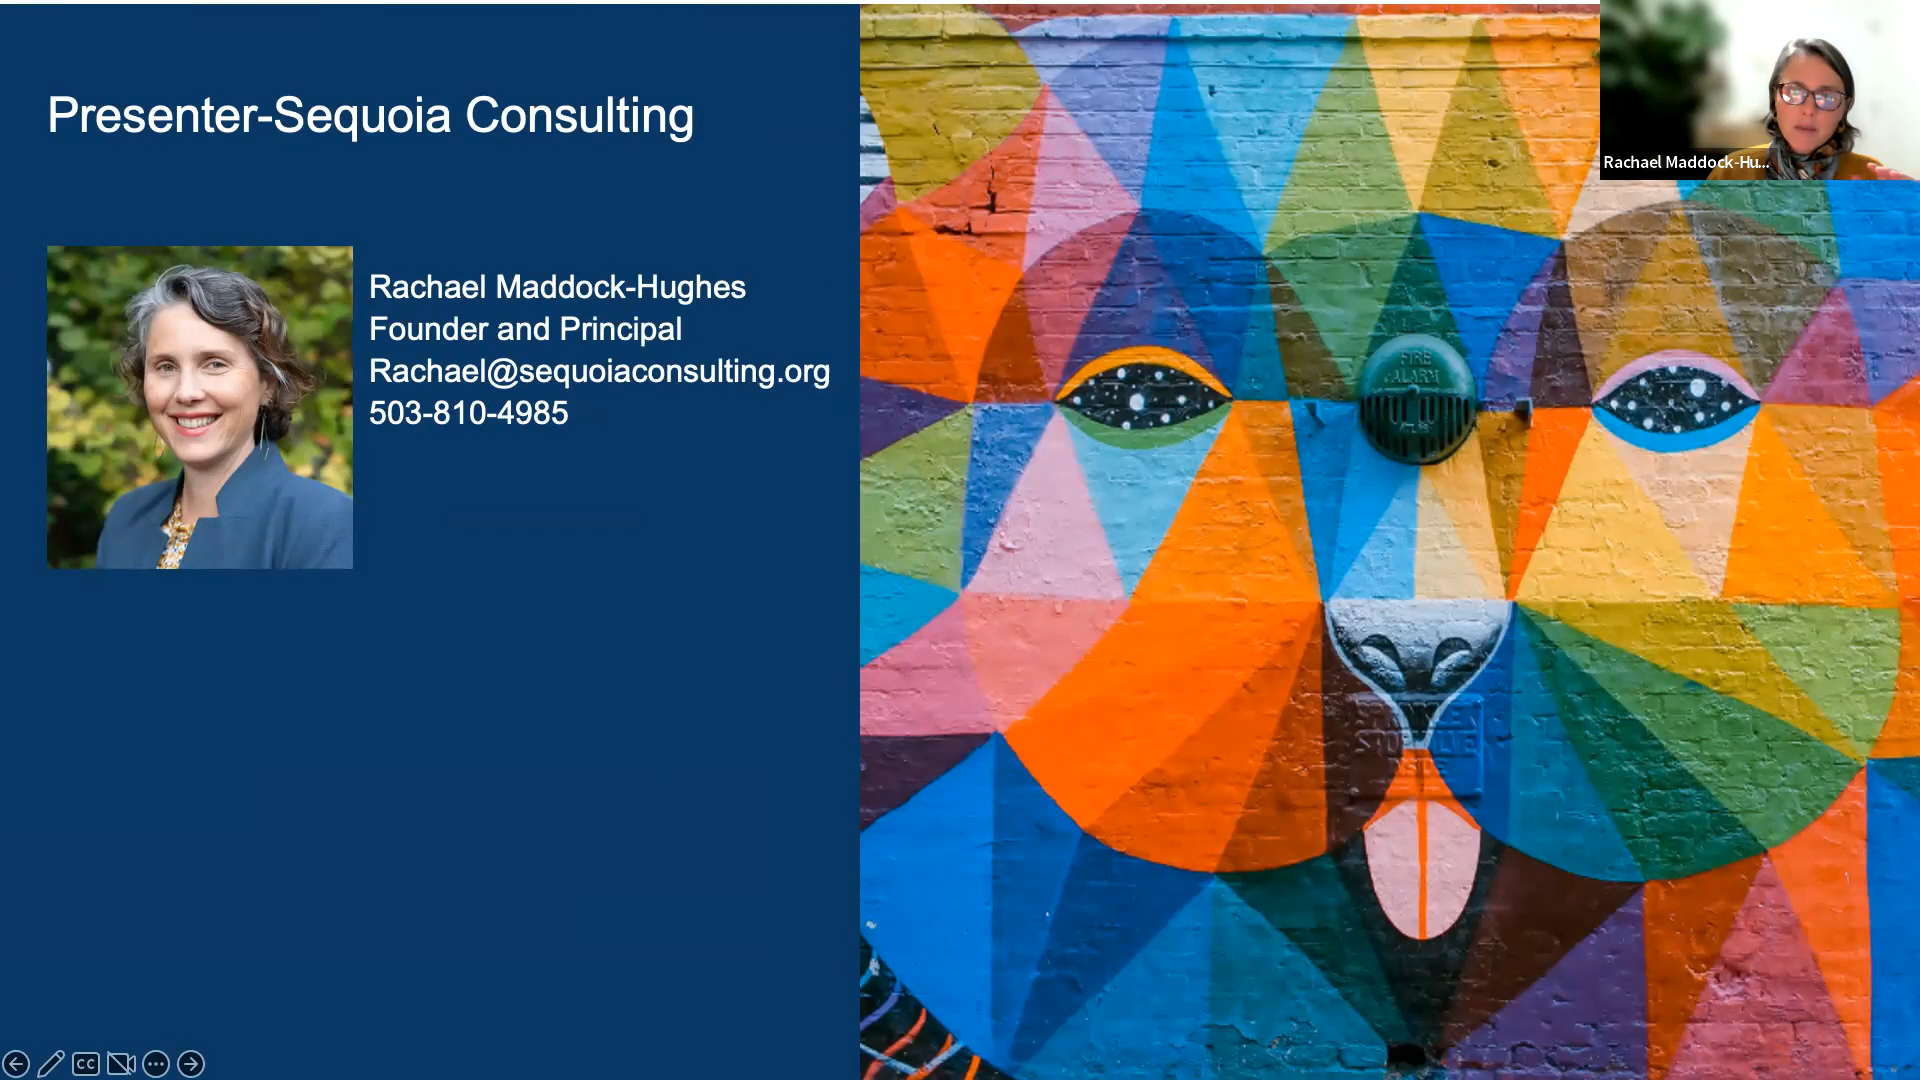 Presenter-Sequoia Consulting
Rachael Maddock-Hughes
Founder and Principal
Rachael@sequoiaconsulting.org
503-810-4985
Rachael Maddock-Hu...
FIRE
ALARM
CC